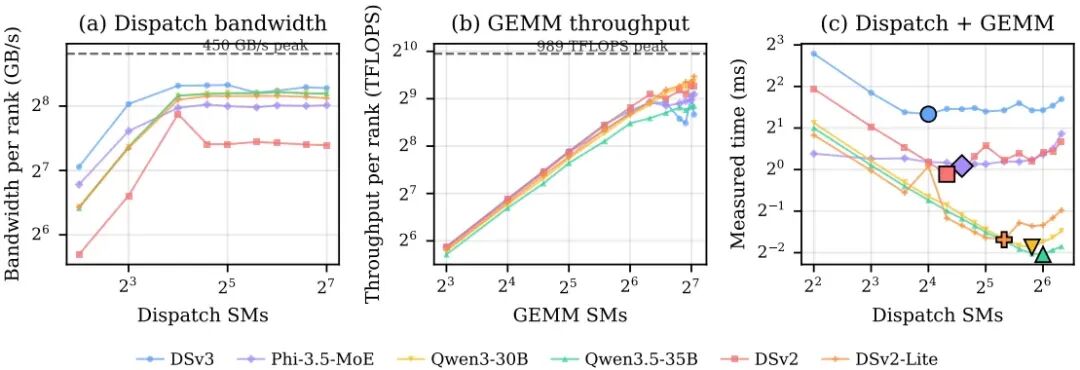 (a) Dispatch bandwidth
450 GB/s peak
Bandwidth per rank (GB/s)
2^8
2^7
2^6
2^3
2^5
2^7
Dispatch SMs
(b) GEMM throughput
989 TFLOPS peak
Throughput per rank (TFLOPS)
2^10
2^9
2^8
2^7
2^6
2^3
2^4
2^5
2^6
2^7
GEMM SMs
(c) Dispatch + GEMM
Measured time (ms)
2^3
2^2
2^1
2^0
2^−1
2^−2
2^2
2^3
2^4
2^5
2^6
Dispatch SMs
DSv3
Phi-3.5-MoE
Qwen3-30B
Qwen3.5-35B
DSv2
DSv2-Lite